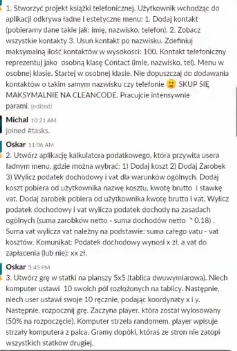 1. Stworzyć projekt książki telefonicznej. Użytkownik wchodząc do
aplikacji odkrywa ładne i estetyczne menu: 1. Dodaj kontakt
(pobieramy dane takie jak: imię, nazwisko, telefon). 2. Zobacz
wszystkie kontakty 3. Usuń kontakt po nazwisku. Zdefiniuj
maksymalną ilość kontaktów w wysokości: 100. Kontakt telefoniczny
reprezentuj jako osobną klasę Contact (imie, nazwisko, tel). Menu w
osobnej klasie. Startej w osobnej klasie. Nie dopuszczaj do dodawania
kontaktów o takim samym nazwisku czy telefonie 🙂 SKUP SIĘ
MAKSYMALNIE NA CLEANCODE. Pracujcie intensywnie
parami. (edited)
Michal 10:21 AM
joined #tasks.
Oskar 11:06 AM
2. Utwórz aplikację kalkulatora podatkowego, która przywita usera
ładnym menu, gdzie można wybrać: 1) Dodaj koszt 2) Dodaj Zarobek
3) Wylicz podatek dochodowy i vat dla warunków ogólnych. Dodaj
koszt pobiera od użytkownika nazwę kosztu, kwotę brutto i stawkę
vat. Dodaj zarobek pobiera od użytkownika kwotę brutto i vat. Wylicz
podatek dochodowy i vat wylicza podatek dochody na zasadach
ogólnych (suma zarobków netto - suma dochodów netto * 0.18) .
Suma vat wylicza vat należny na podstawie: suma całego vatu - vat
kosztów. Komunikat: Podatek dochodowy wynosi x zł, a vat do
zapłacenia (lub nie): xx zł.
Oskar 5:45 PM
3. Utwórz grę w statki na planszy 5x5 (tablica dwuwymiarowa). Niech
komputer ustawi 10 swoich pól rozłożonych na tablicy. Następnie,
niech user ustawi swoje 10 ręcznie, podając koordynaty x i y.
Następnie, rozpocznij grę. Zaczyna player, który został wylosowany
(50% na rozpoczęcie). Komputer strzela randomem, player wpisuje
strzały komputera z palca. Gramy dopóki, któraś ze stron nie zatopi
wszystkich statków drugiej.